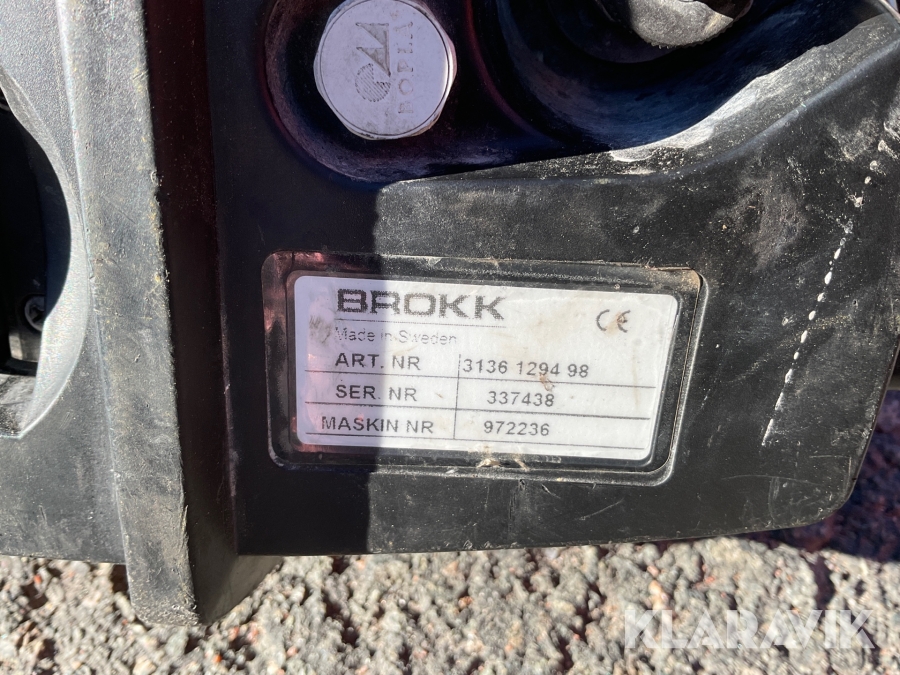 BROKK
CE
Made in Sweden
ART. NR 3136 1294 98
SER. NR 337438
MASKIN NR 972236
KLARAVIK